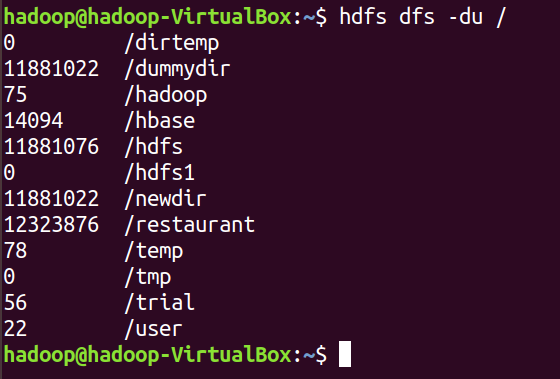 hadoop@hadoop-VirtualBox:~$ hdfs dfs -du /
0 /dirtemp
11881022 /dummydir
75 /hadoop
14094 /hbase
11881076 /hdfs
0 /hdfs1
11881022 /newdir
12323876 /restaurant
78 /temp
0 /tmp
56 /trial
22 /user
hadoop@hadoop-VirtualBox:~$